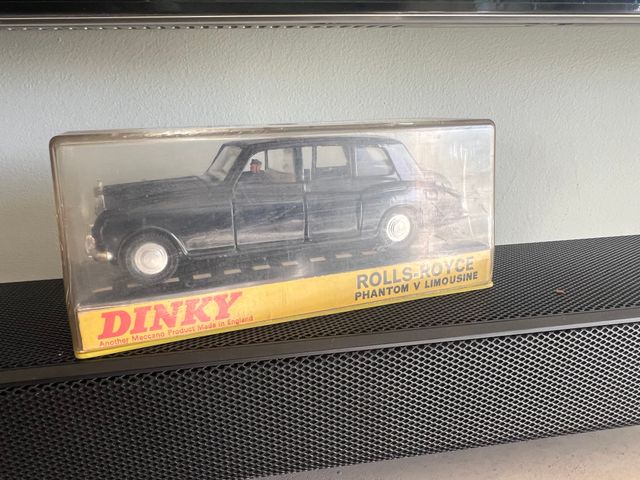 DINKY
Another Meccano Product Made in England
ROLLS-ROYCE
PHANTOM V LIMOUSINE